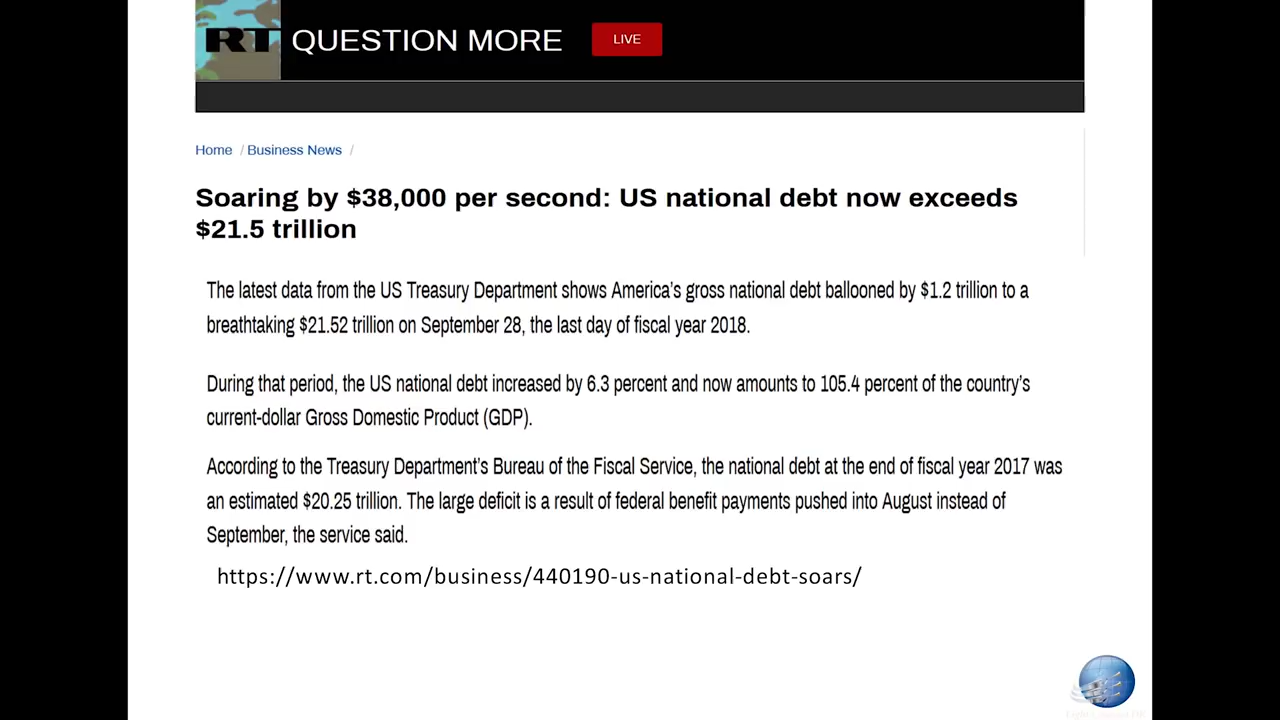 RT QUESTION MORE LIVE
Home / Business News /
Soaring by $38,000 per second: US national debt now exceeds
$21.5 trillion
The latest data from the US Treasury Department shows America's gross national debt ballooned by $1.2 trillion to a
breathtaking $21.52 trillion on September 28, the last day of fiscal year 2018.
During that period, the US national debt increased by 6.3 percent and now amounts to 105.4 percent of the country's
current-dollar Gross Domestic Product (GDP).
According to the Treasury Department's Bureau of the Fiscal Service, the national debt at the end of fiscal year 2017 was
an estimated $20.25 trillion. The large deficit is a result of federal benefit payments pushed into August instead of
September, the service said.
https://www.rt.com/business/440190-us-national-debt-soars/